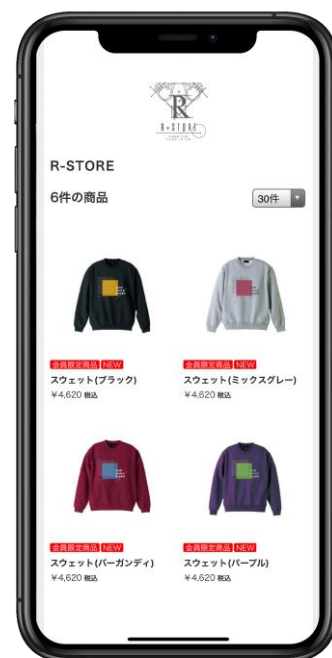 R
R-STORE
R-STORE
6件の商品
30件
会員限定商品 NEW
スウェット(ブラック)
¥4,620 税込
会員限定商品 NEW
スウェット(ミックスグレー)
¥4,620 税込
会員限定商品 NEW
スウェット(バーガンディ)
¥4,620 税込
会員限定商品 NEW
スウェット(パープル)
¥4,620 税込